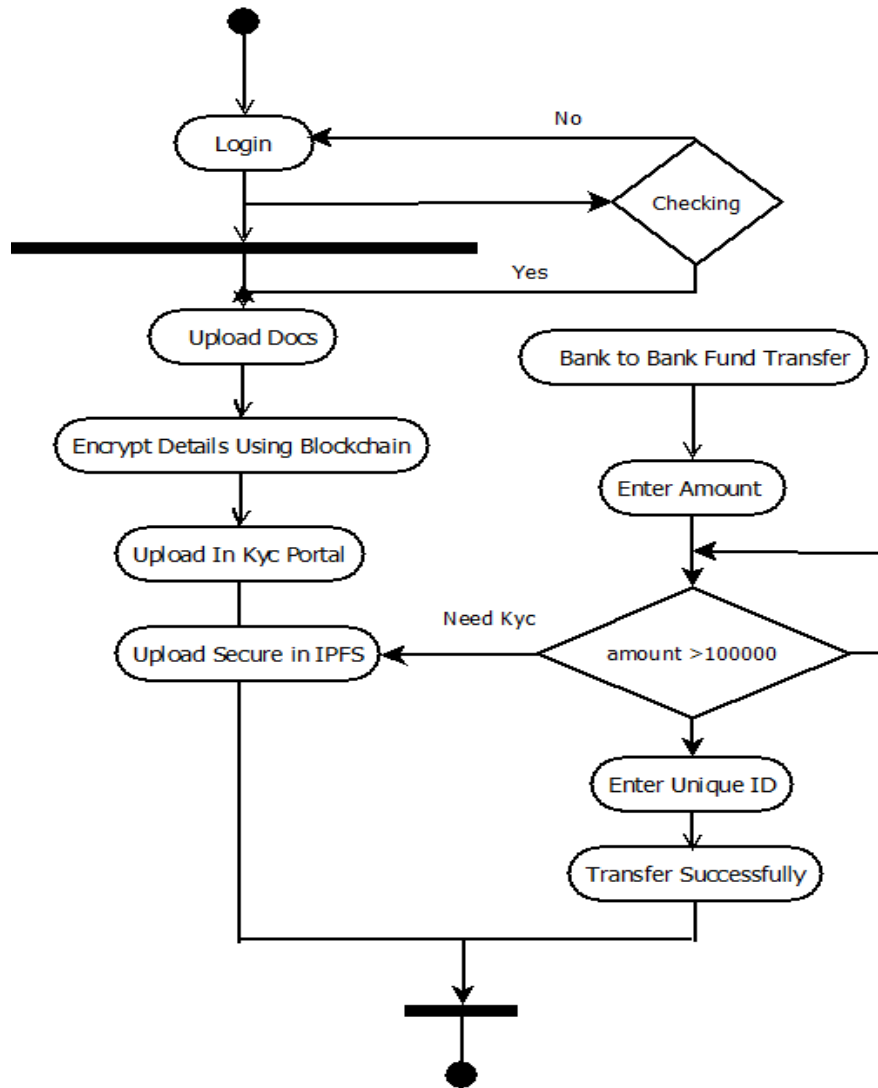 No
Login
Checking
Yes
Upload Docs
Bank to Bank Fund Transfer
Encrypt Details Using Blockchain
Enter Amount
Upload In Kyc Portal
Need Kyc
Upload Secure in IPFS
amount >100000
Enter Unique ID
Transfer Successfully